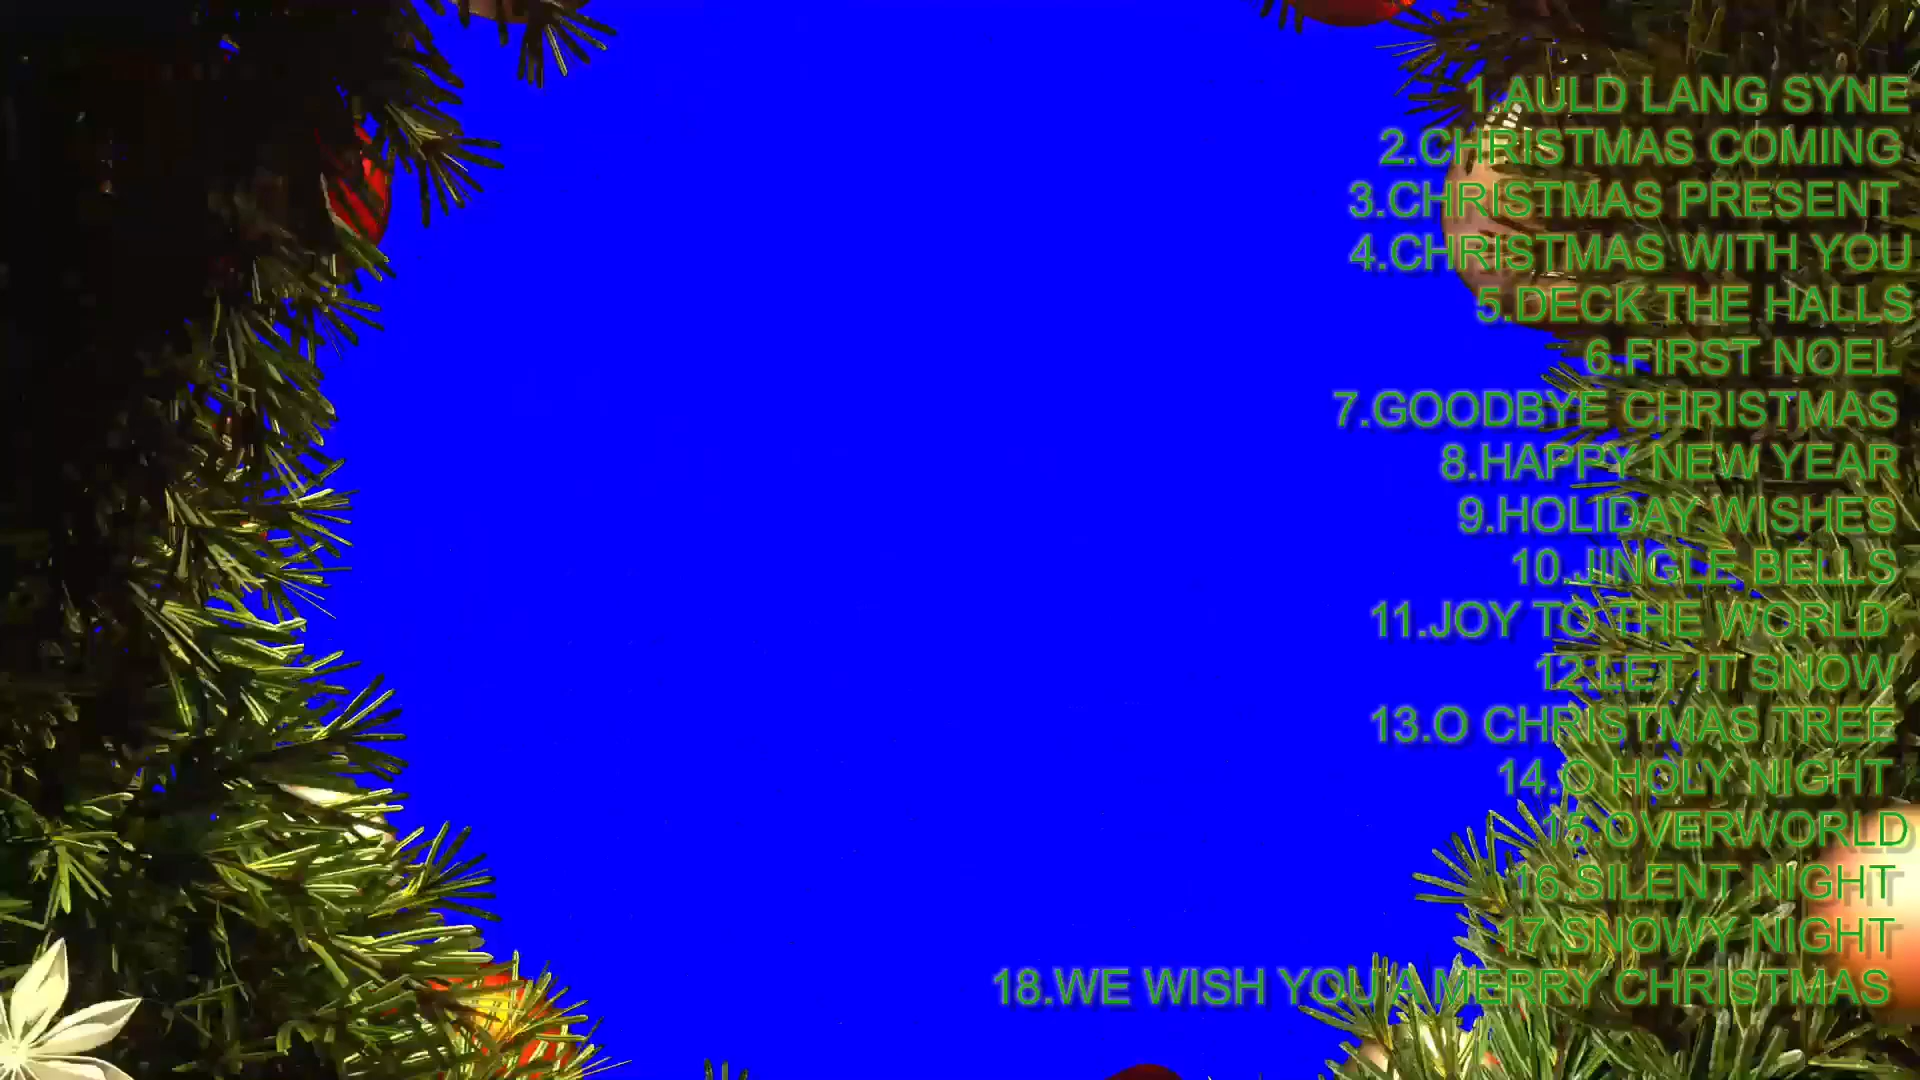 1.AULD LANG SYNE
2.CHRISTMAS COMING
3.CHRISTMAS PRESENT
4.CHRISTMAS WITH YOU
5.DECK THE HALLS
6.FIRST NOEL
7.GOODBYE CHRISTMAS
8.HAPPY NEW YEAR
9.HOLIDAY WISHES
10.JINGLE BELLS
11.JOY TO THE WORLD
12.LET IT SNOW
13.O CHRISTMAS TREE
14.O HOLY NIGHT
15.OVERWORLD
16.SILENT NIGHT
17.SNOWY NIGHT
18.WE WISH YOU A MERRY CHRISTMAS